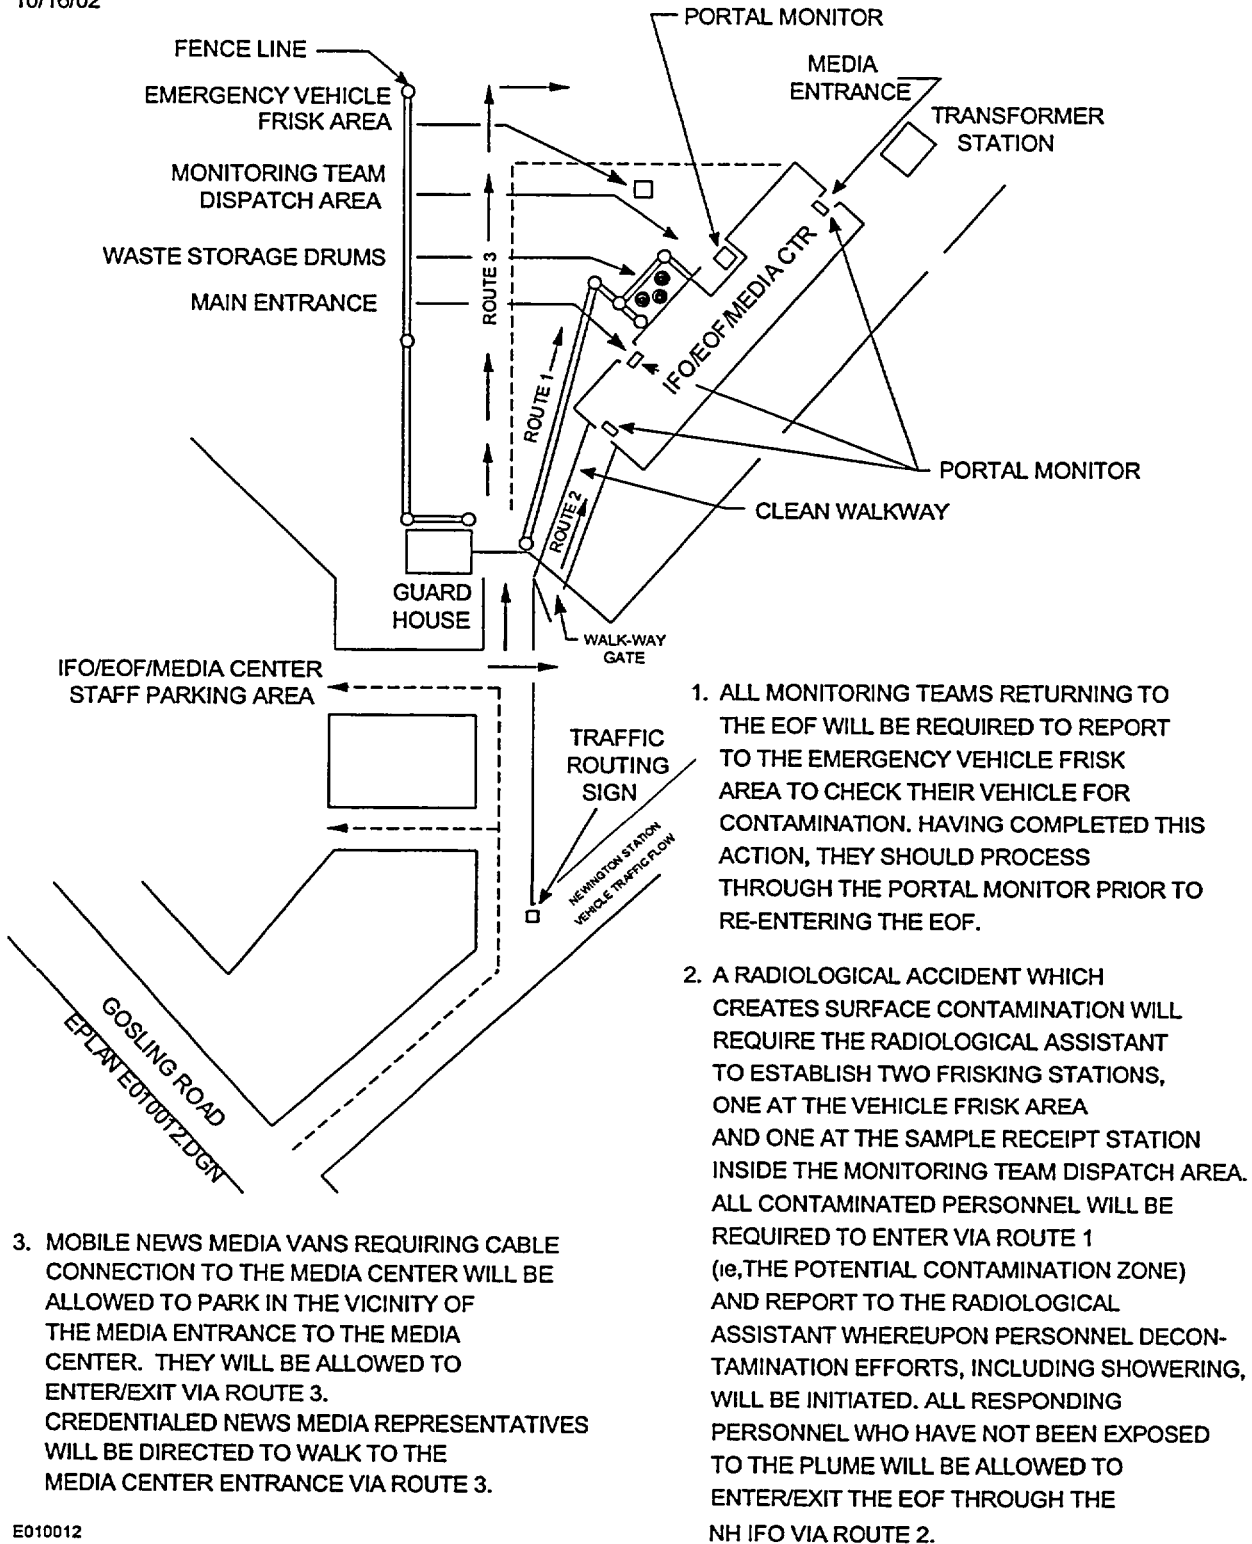 10/16/02
PORTAL MONITOR
FENCE LINE
MEDIA
ENTRANCE
EMERGENCY VEHICLE
FRISK AREA
TRANSFORMER
STATION
MONITORING TEAM
DISPATCH AREA
WASTE STORAGE DRUMS
MAIN ENTRANCE
ROUTE 3
IFO/EOF/MEDIA CTR
ROUTE 1
PORTAL MONITOR
ROUTE 2
CLEAN WALKWAY
GUARD
HOUSE
WALK-WAY
GATE
IFO/EOF/MEDIA CENTER
STAFF PARKING AREA
TRAFFIC
ROUTING
SIGN
NEWINGTON STATION
VEHICLE TRAFFIC FLOW
GOSLING ROAD
EPLAN E010012.DGN
1. ALL MONITORING TEAMS RETURNING TO
THE EOF WILL BE REQUIRED TO REPORT
TO THE EMERGENCY VEHICLE FRISK
AREA TO CHECK THEIR VEHICLE FOR
CONTAMINATION. HAVING COMPLETED THIS
ACTION, THEY SHOULD PROCESS
THROUGH THE PORTAL MONITOR PRIOR TO
RE-ENTERING THE EOF.
2. A RADIOLOGICAL ACCIDENT WHICH
CREATES SURFACE CONTAMINATION WILL
REQUIRE THE RADIOLOGICAL ASSISTANT
TO ESTABLISH TWO FRISKING STATIONS,
ONE AT THE VEHICLE FRISK AREA
AND ONE AT THE SAMPLE RECEIPT STATION
INSIDE THE MONITORING TEAM DISPATCH AREA.
ALL CONTAMINATED PERSONNEL WILL BE
REQUIRED TO ENTER VIA ROUTE 1
(ie,THE POTENTIAL CONTAMINATION ZONE)
AND REPORT TO THE RADIOLOGICAL
ASSISTANT WHEREUPON PERSONNEL DECON-
TAMINATION EFFORTS, INCLUDING SHOWERING,
WILL BE INITIATED. ALL RESPONDING
PERSONNEL WHO HAVE NOT BEEN EXPOSED
TO THE PLUME WILL BE ALLOWED TO
ENTER/EXIT THE EOF THROUGH THE
NH IFO VIA ROUTE 2.
3. MOBILE NEWS MEDIA VANS REQUIRING CABLE
CONNECTION TO THE MEDIA CENTER WILL BE
ALLOWED TO PARK IN THE VICINITY OF
THE MEDIA ENTRANCE TO THE MEDIA
CENTER. THEY WILL BE ALLOWED TO
ENTER/EXIT VIA ROUTE 3.
CREDENTIALED NEWS MEDIA REPRESENTATIVES
WILL BE DIRECTED TO WALK TO THE
MEDIA CENTER ENTRANCE VIA ROUTE 3.
E010012